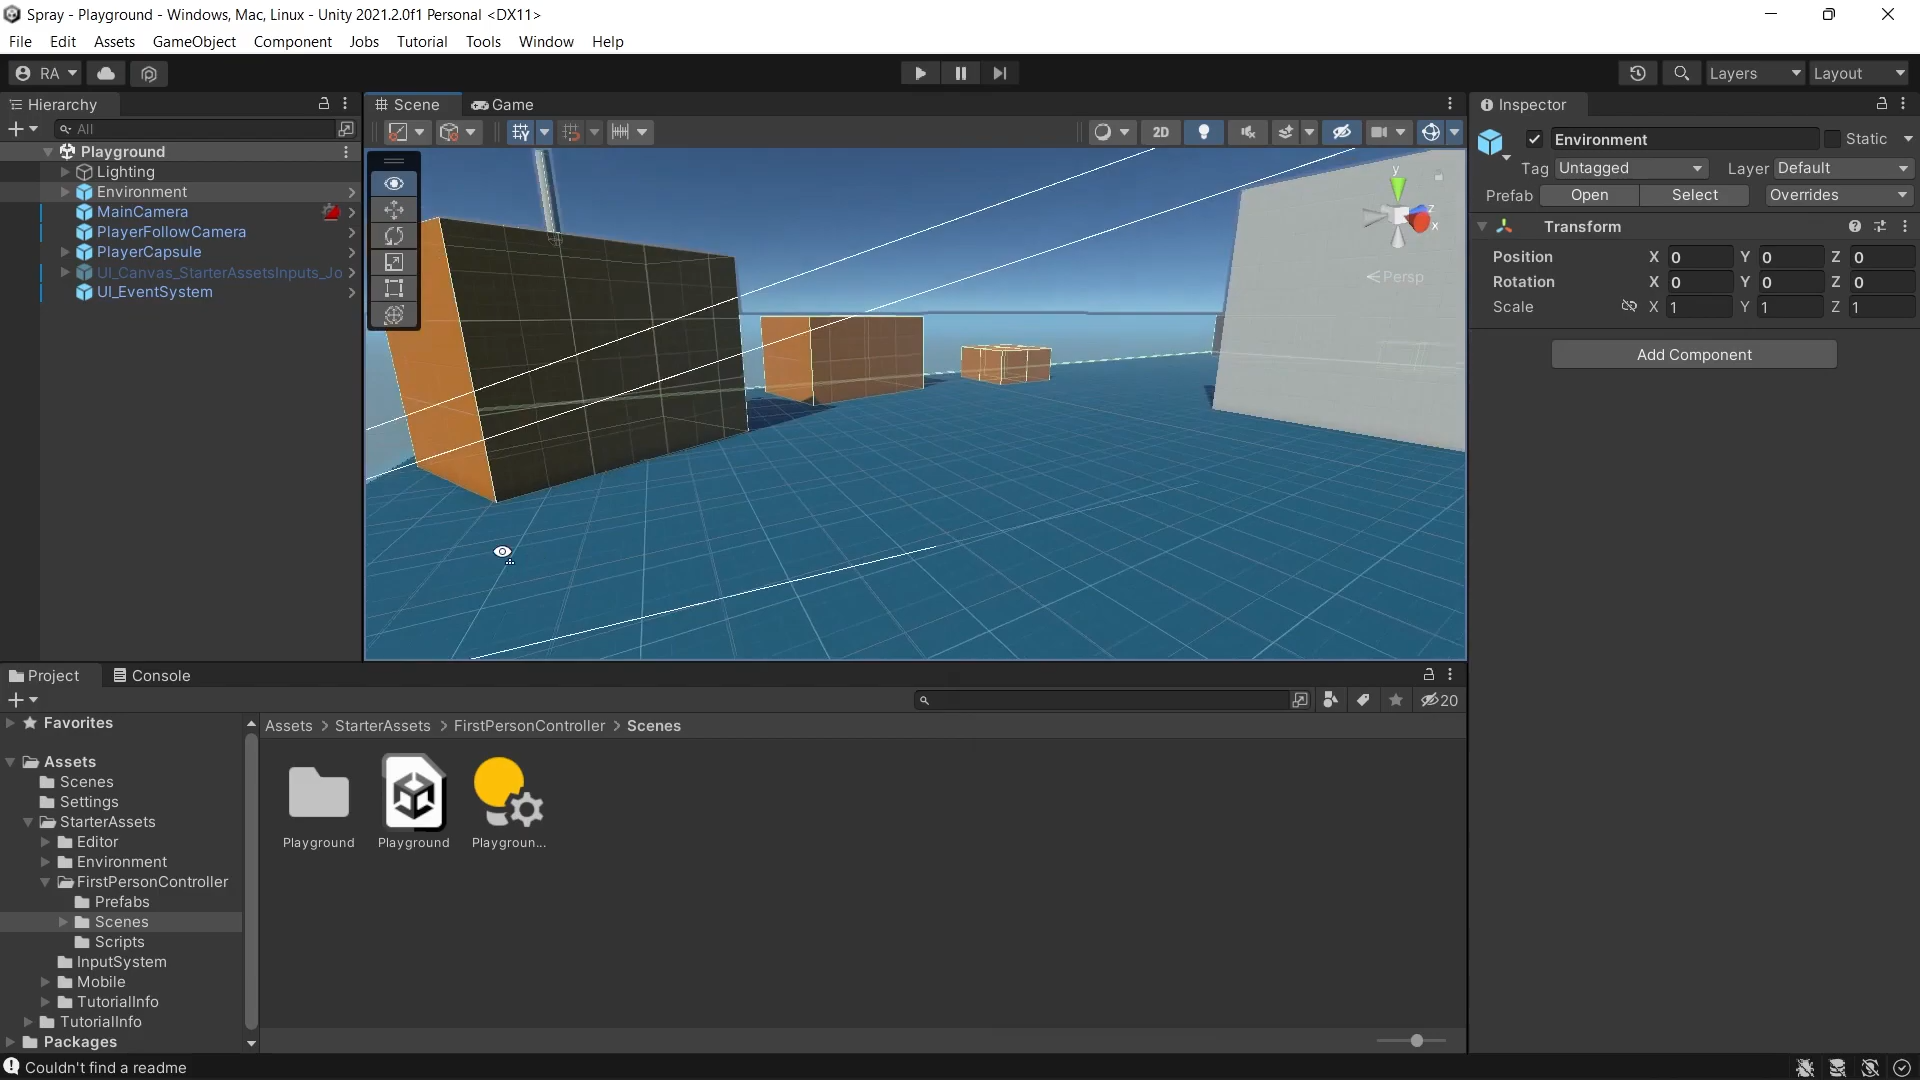 Spray - Playground - Windows, Mac, Linux - Unity 2021.2.0f1 Personal <DX11>
File Edit Assets GameObject Component Jobs Tutorial Tools Window Help
RA Layers Layout
Hierarchy
All
Playground
Lighting
Environment
MainCamera
PlayerFollowCamera
PlayerCapsule
UI_Canvas_StarterAssetsInputs_Jo
UI_EventSystem
Scene Game
2D
y
z
x
Persp
Inspector
Environment Static
Tag Untagged Layer Default
Prefab Open Select Overrides
Transform
Position X 0 Y 0 Z 0
Rotation X 0 Y 0 Z 0
Scale X 1 Y 1 Z 1
Add Component
Project Console
20
Favorites
Assets
Scenes
Settings
StarterAssets
Editor
Environment
FirstPersonController
Prefabs
Scenes
Scripts
InputSystem
Mobile
TutorialInfo
TutorialInfo
Packages
Assets > StarterAssets > FirstPersonController > Scenes
Playground Playground Playgroun...
Couldn't find a readme